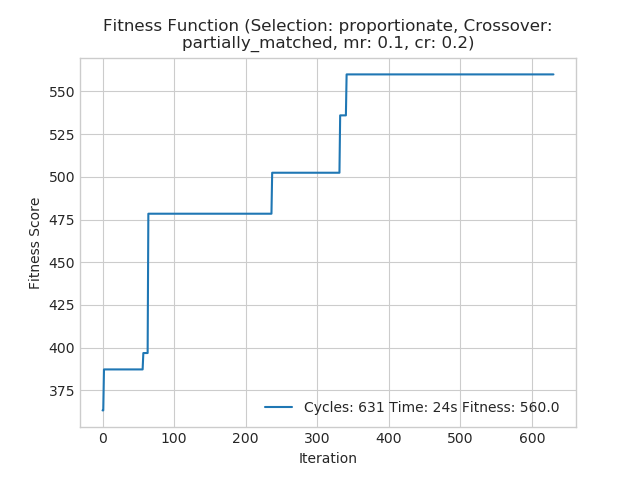 Fitness Function (Selection: proportionate, Crossover:
partially_matched, mr: 0.1, cr: 0.2)
Fitness Score
550
525
500
475
450
425
400
375
Cycles: 631 Time: 24s Fitness: 560.0
0 100 200 300 400 500 600
Iteration